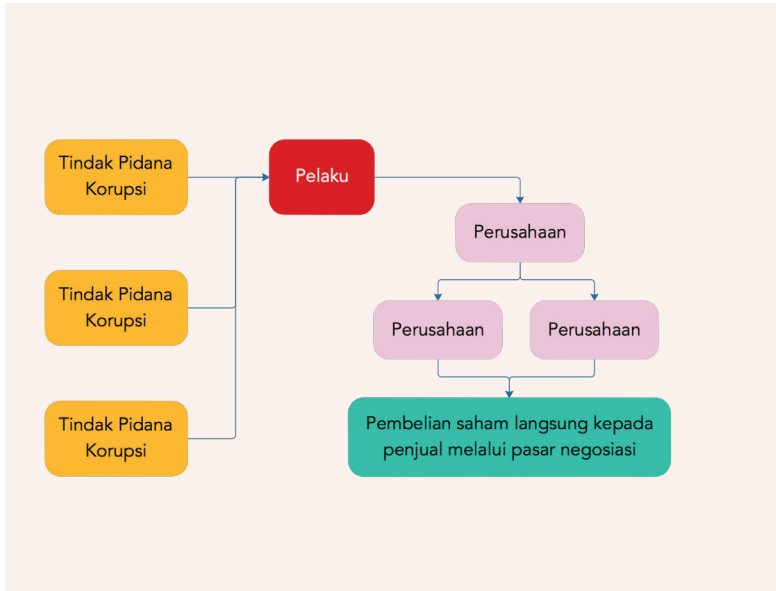 Tindak Pidana
Korupsi
Pelaku
Perusahaan
Tindak Pidana
Korupsi
Perusahaan
Perusahaan
Tindak Pidana
Korupsi
Pembelian saham langsung kepada
penjual melalui pasar negosiasi